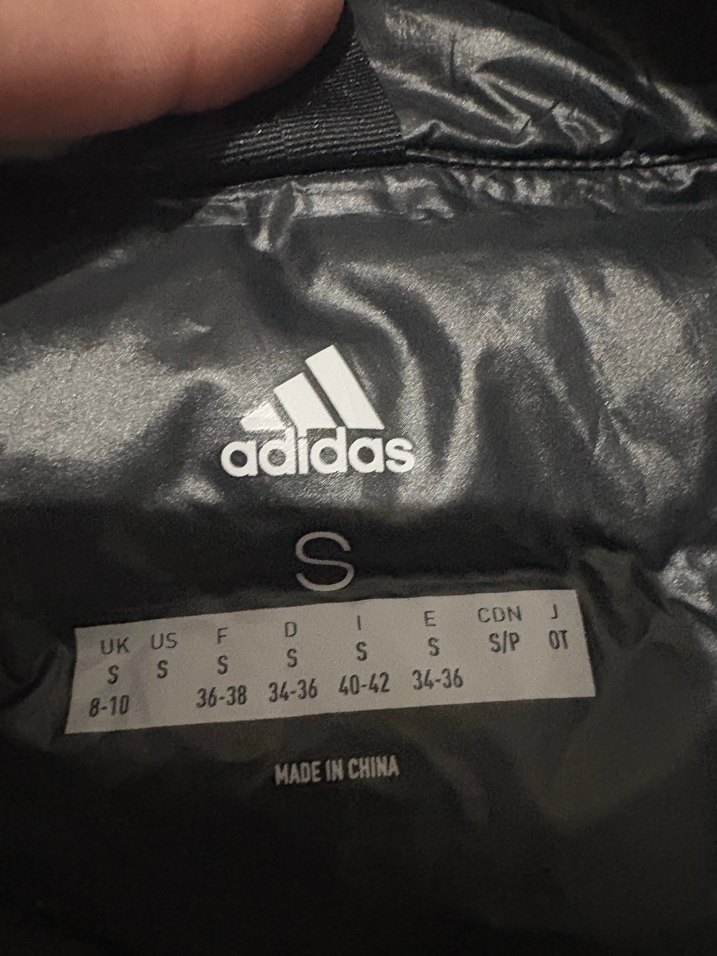 adidas
S
UK US F D I E CDN J
S S S S S S S/P OT
8-10 36-38 34-36 40-42 34-36
MADE IN CHINA